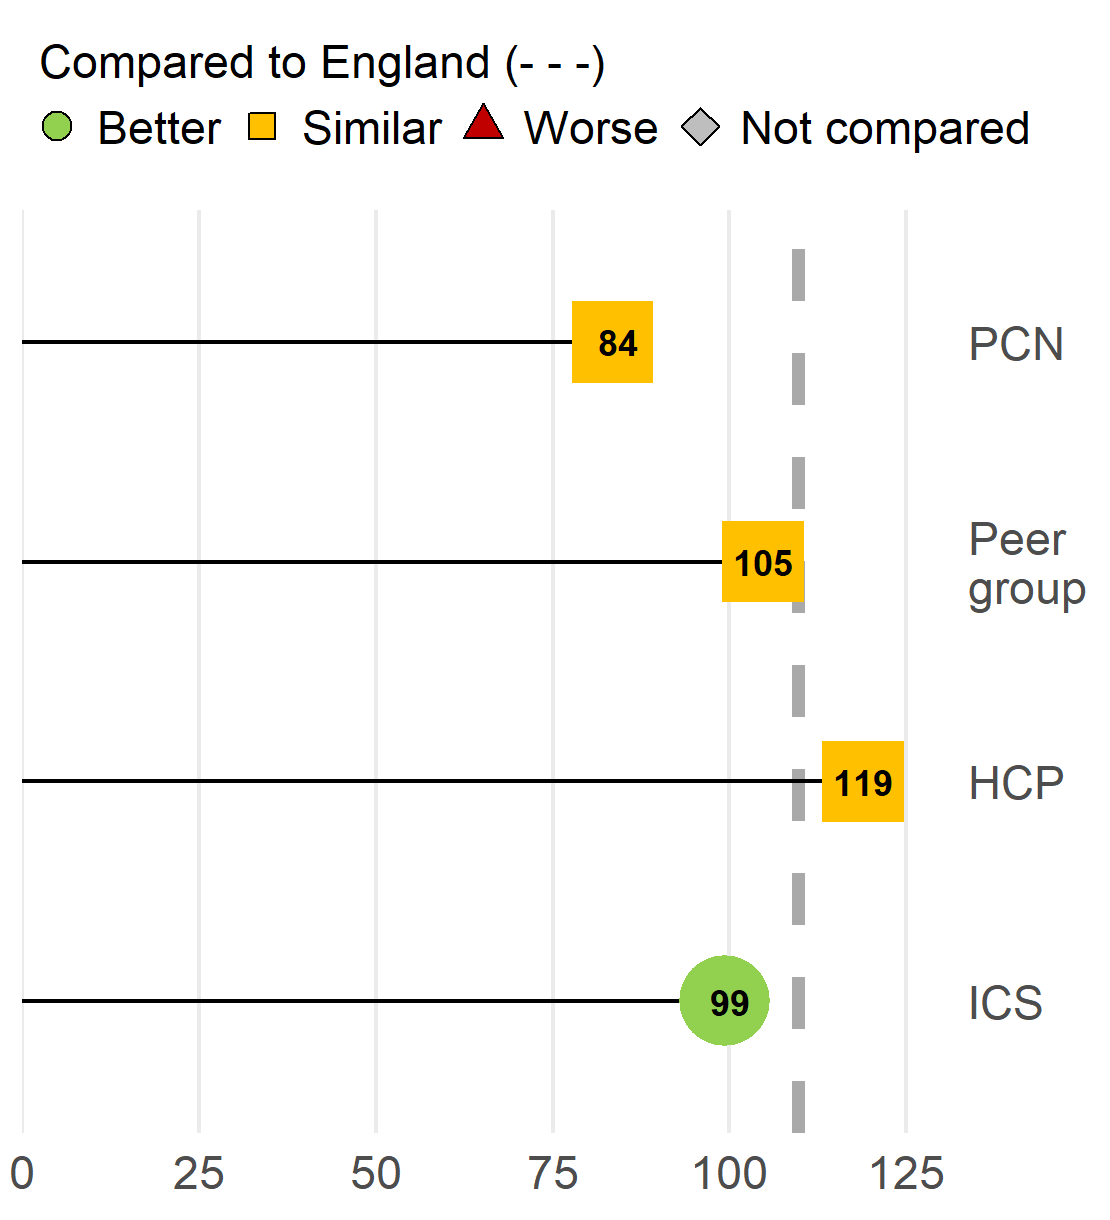 Compared to England (- - -)
Better Similar Worse Not compared
84 PCN
105 Peer
group
119 HCP
99 ICS
0 25 50 75 100 125